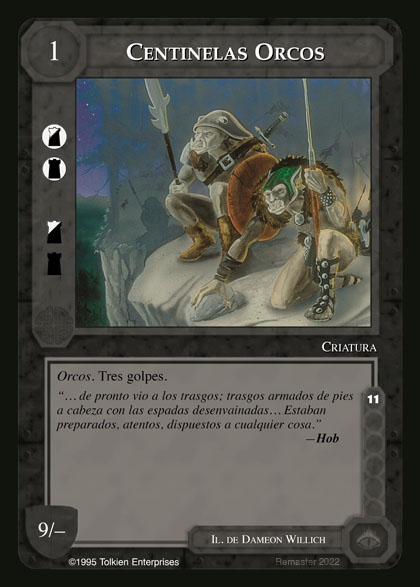 1
CENTINELAS ORCOS
CRIATURA
Orcos. Tres golpes.
“… de pronto vio a los trasgos; trasgos armados de pies
a cabeza con las espadas desenvainadas… Estaban
preparados, atentos, dispuestos a cualquier cosa.”
—Hob
11
9/–
IL. DE DAMEON WILLICH
©1995 Tolkien Enterprises
Remaster 2022